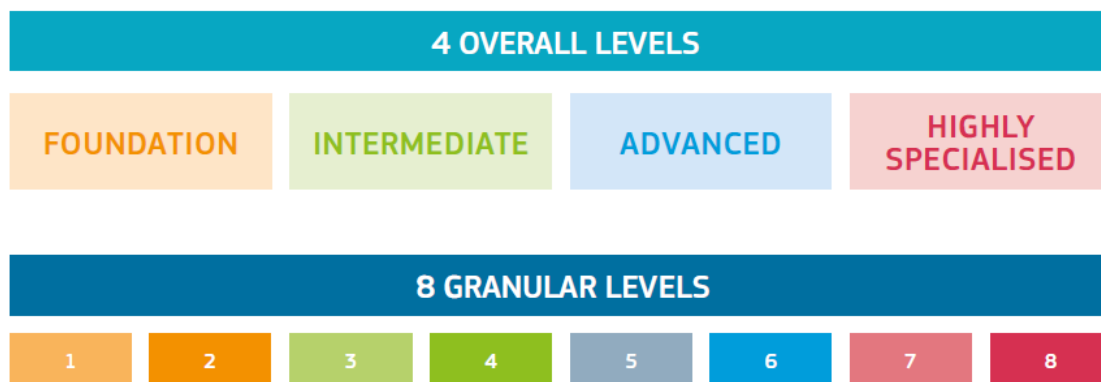 4 OVERALL LEVELS
FOUNDATION
INTERMEDIATE
ADVANCED
HIGHLY
SPECIALISED
8 GRANULAR LEVELS
1 2 3 4 5 6 7 8